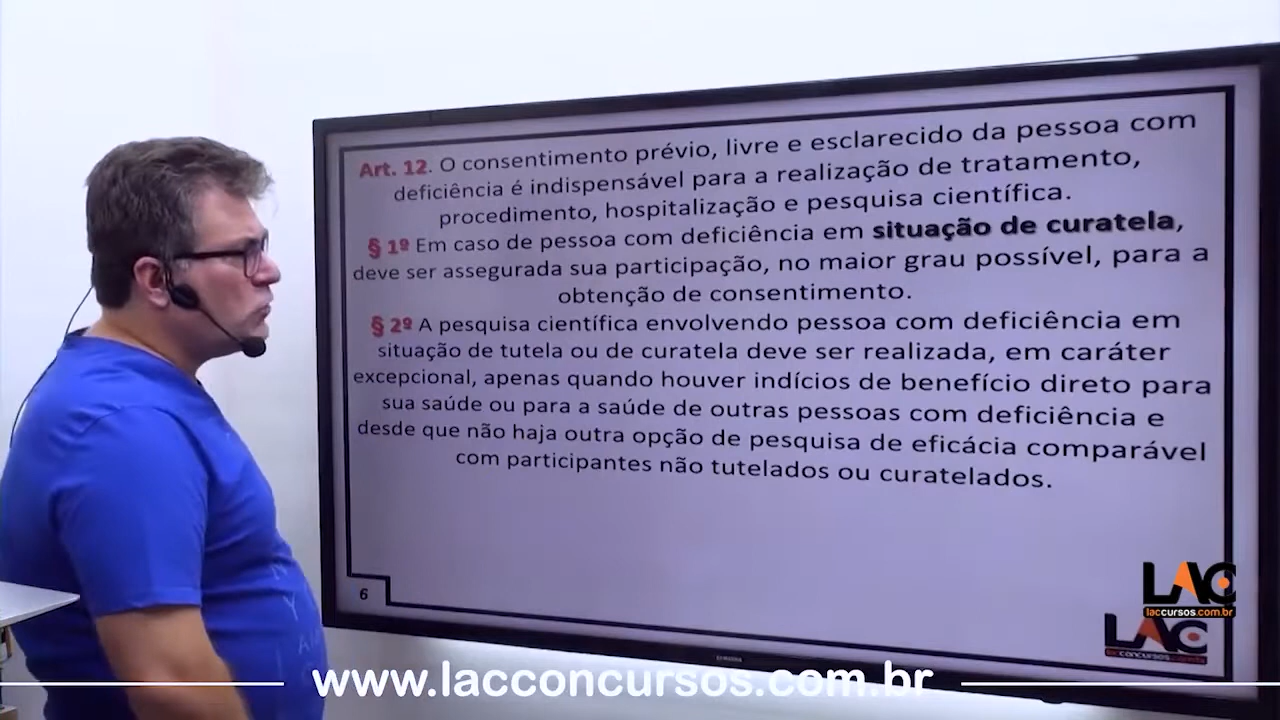 Art. 12. O consentimento prévio, livre e esclarecido da pessoa com
deficiência é indispensável para a realização de tratamento,
procedimento, hospitalização e pesquisa científica.
§ 1º Em caso de pessoa com deficiência em situação de curatela,
deve ser assegurada sua participação, no maior grau possível, para a
obtenção de consentimento.
§ 2º A pesquisa científica envolvendo pessoa com deficiência em
situação de tutela ou de curatela deve ser realizada, em caráter
excepcional, apenas quando houver indícios de benefício direto para
sua saúde ou para a saúde de outras pessoas com deficiência e
desde que não haja outra opção de pesquisa de eficácia comparável
com participantes não tutelados ou curatelados.
6
LAC
laccursos.com.br
LAC
www.lacconcursos.com.br